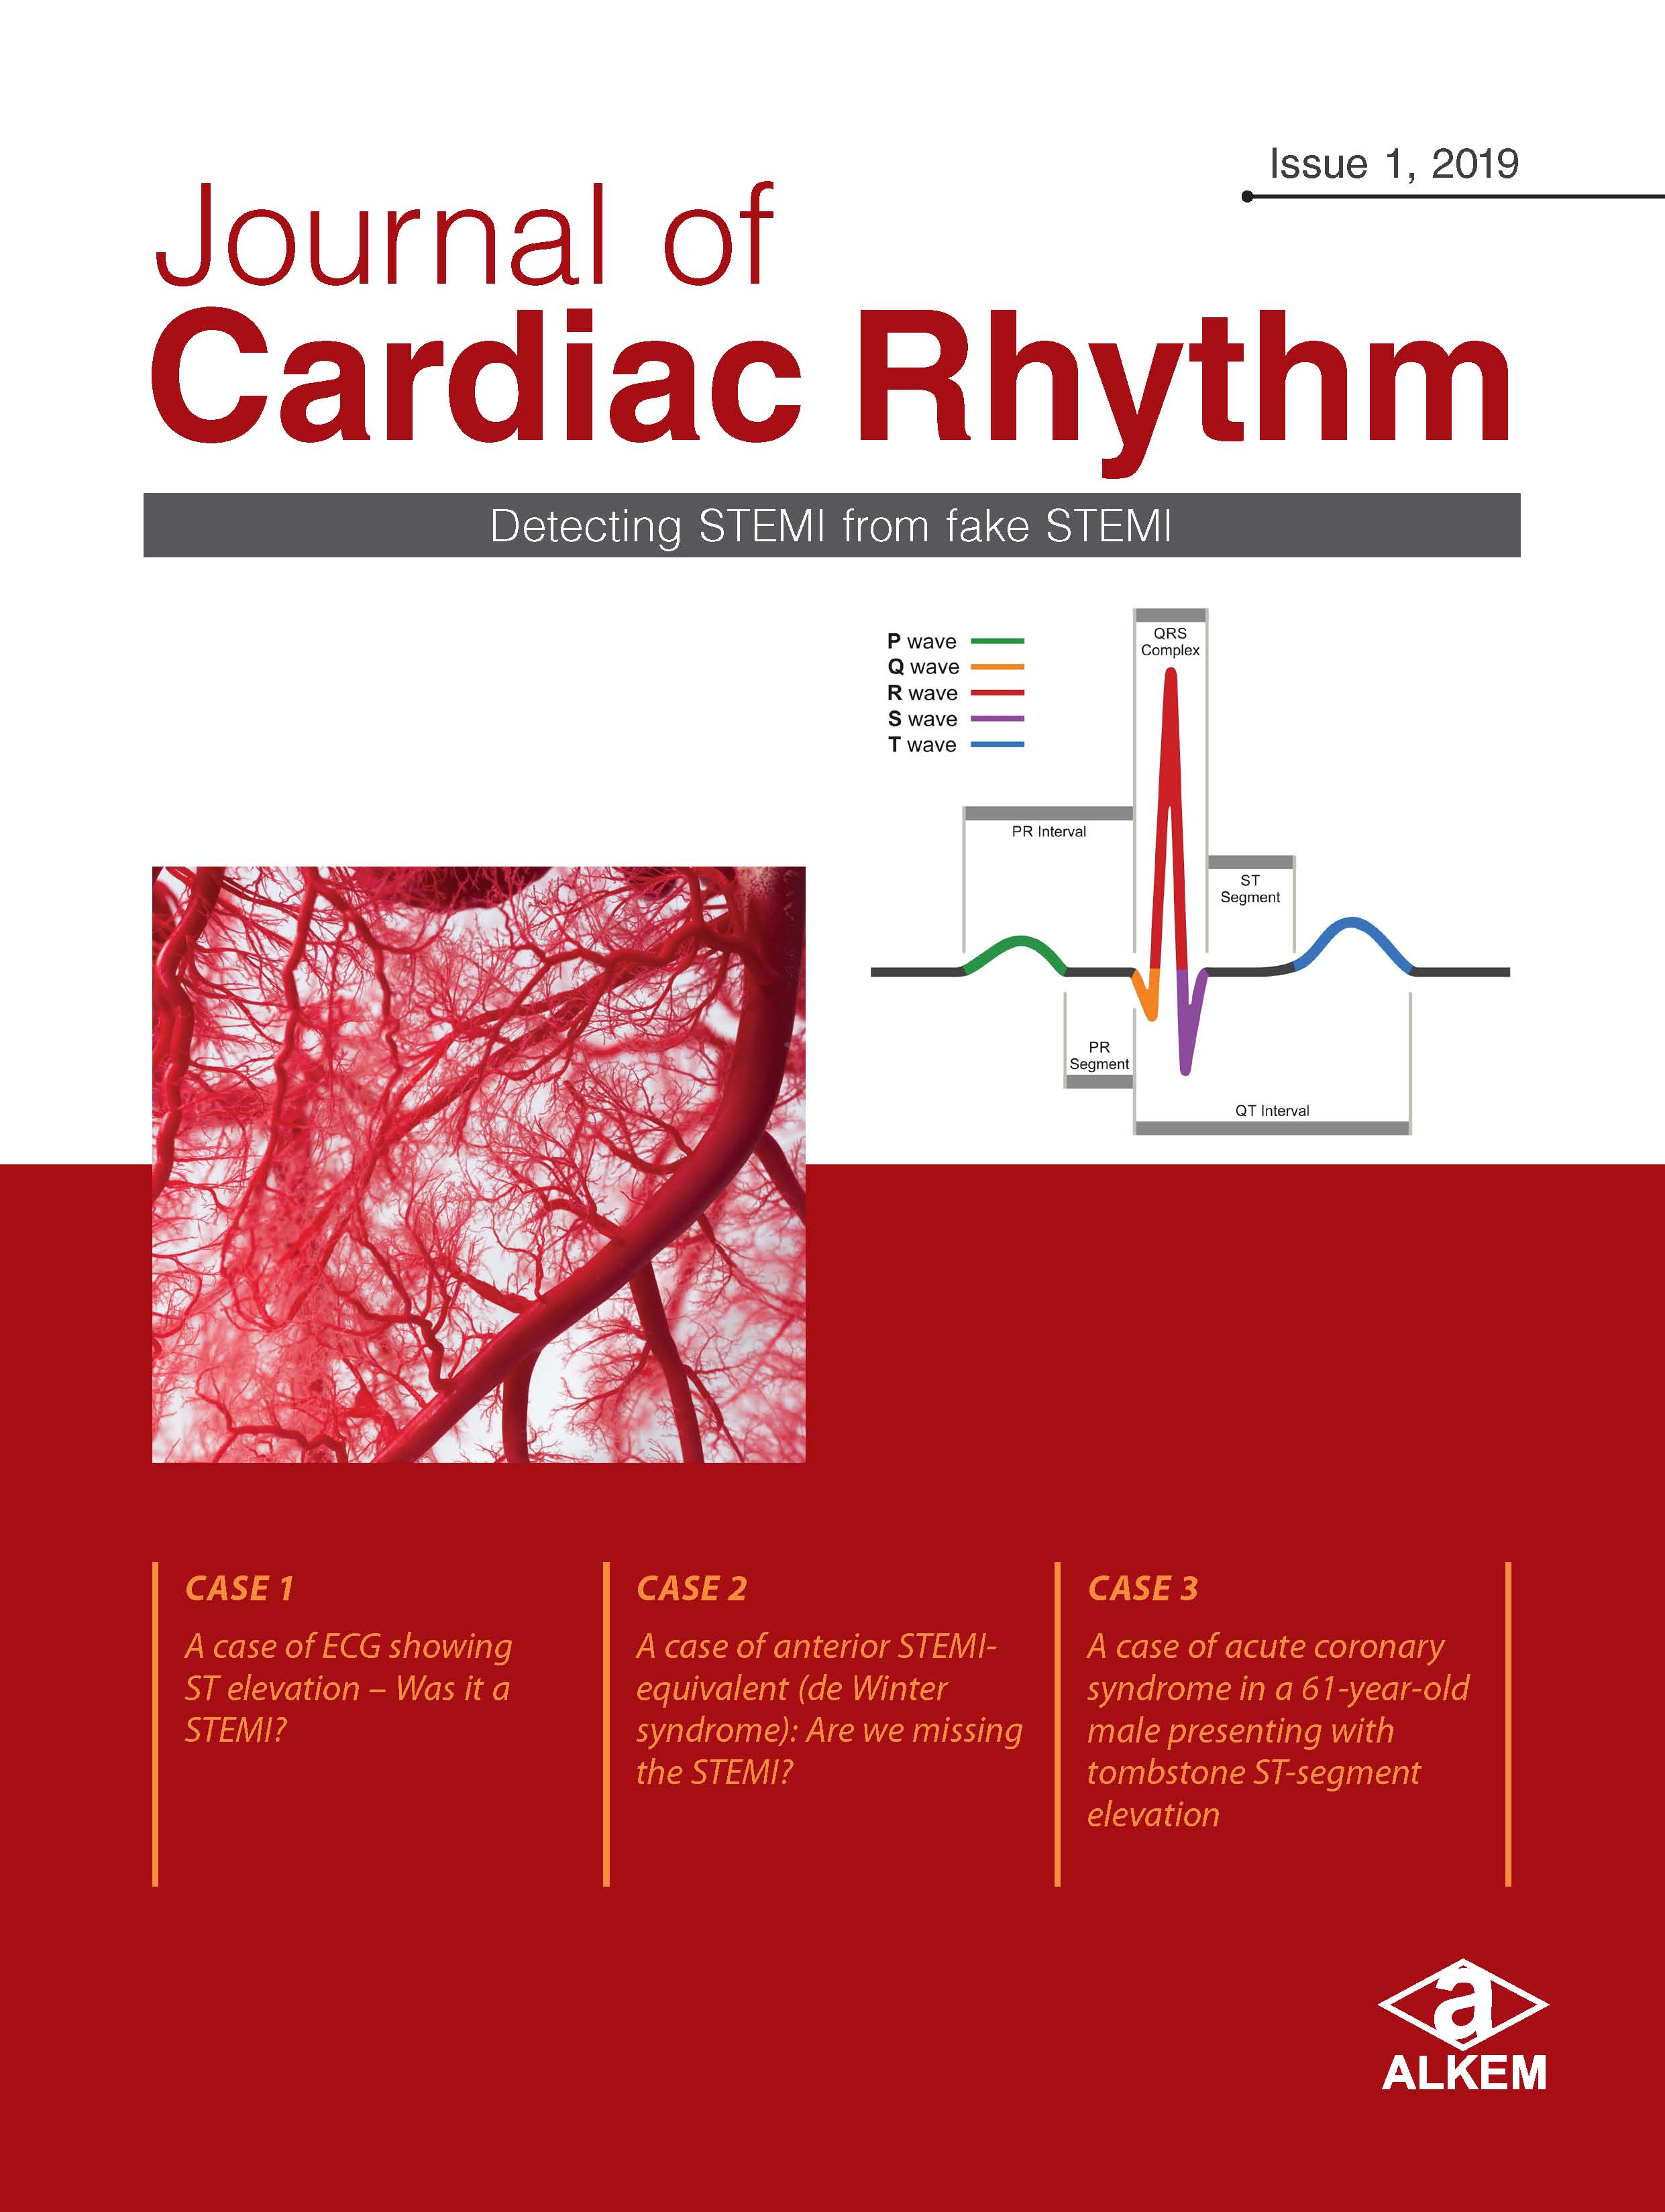 Issue 1, 2019
Journal of
Cardiac Rhythm
Detecting STEMI from fake STEMI
P wave
Q wave
R wave
S wave
T wave
QRS
Complex
PR Interval
ST
Segment
PR
Segment
QT Interval
CASE 1
A case of ECG showing
ST elevation – Was it a
STEMI?
CASE 2
A case of anterior STEMI-
equivalent (de Winter
syndrome): Are we missing
the STEMI?
CASE 3
A case of acute coronary
syndrome in a 61-year-old
male presenting with
tombstone ST-segment
elevation
a
ALKEM